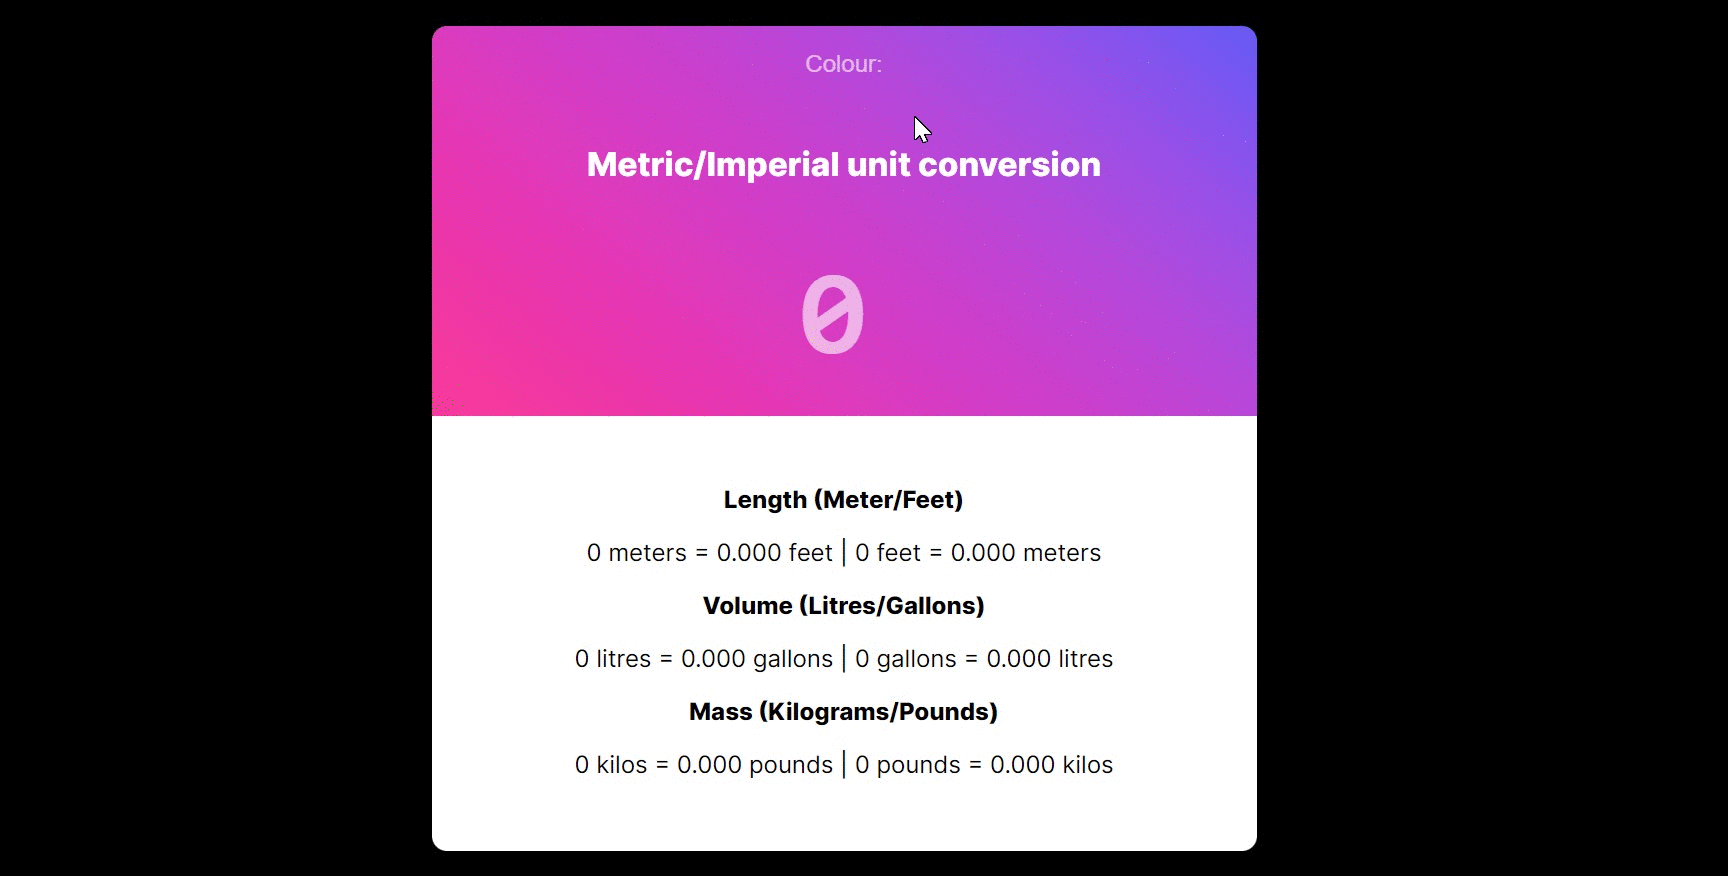 Colour:
Metric/Imperial unit conversion
0
Length (Meter/Feet)
0 meters = 0.000 feet | 0 feet = 0.000 meters
Volume (Litres/Gallons)
0 litres = 0.000 gallons | 0 gallons = 0.000 litres
Mass (Kilograms/Pounds)
0 kilos = 0.000 pounds | 0 pounds = 0.000 kilos